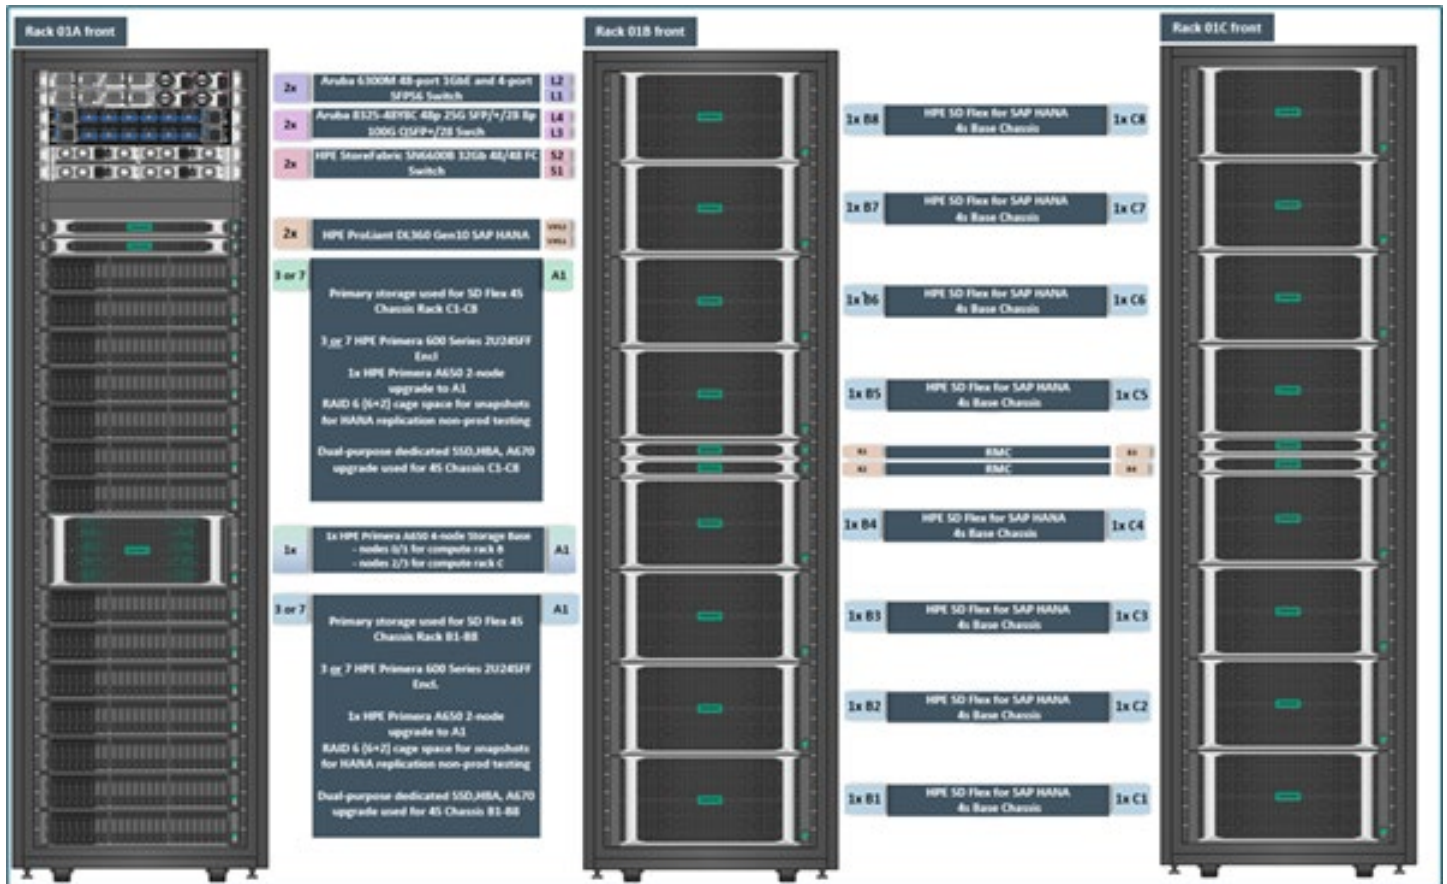 Rack 01A front
Rack 01B front
Rack 01C front
2x
Aruba 6300M 48-port 1GbE and 4-port
SFP56 Switch
L2
L1
2x
Aruba 8325-48Y8C 48p 25G SFP/+/28 8p
100G QSFP+/28 Swch
L4
L3
2x
HPE StoreFabric SN6600B 32Gb 48/48 FC
Switch
S2
S1
2x
HPE ProLiant DL360 Gen10 SAP HANA
3 or 7
A1
Primary storage used for SD Flex 4S
Chassis Rack C1-C8
3 or 7 HPE Primera 600 Series 2U24SFF
Encl
1x HPE Primera A650 2-node
upgrade to A1
RAID 6 (6+2) cage space for snapshots
for HANA replication non-prod testing
Dual-purpose dedicated SSD,HBA, A670
upgrade used for 4S Chassis C1-C8
1x
1x HPE Primera A650 4-node Storage Base
- nodes 0/1 for compute rack B
- nodes 2/3 for compute rack C
A1
3 or 7
A1
Primary storage used for SD Flex 4S
Chassis Rack B1-B8
3 or 7 HPE Primera 600 Series 2U24SFF
Encl.
1x HPE Primera A650 2-node
upgrade to A1
RAID 6 (6+2) cage space for snapshots
for HANA replication non-prod testing
Dual-purpose dedicated SSD,HBA, A670
upgrade used for 4S Chassis B1-B8
1x B8
HPE SD Flex for SAP HANA
4s Base Chassis
1x C8
1x B7
HPE SD Flex for SAP HANA
4s Base Chassis
1x C7
1x B6
HPE SD Flex for SAP HANA
4s Base Chassis
1x C6
1x B5
HPE SD Flex for SAP HANA
4s Base Chassis
1x C5
RMC
RMC
1x B4
HPE SD Flex for SAP HANA
4s Base Chassis
1x C4
1x B3
HPE SD Flex for SAP HANA
4s Base Chassis
1x C3
1x B2
HPE SD Flex for SAP HANA
4s Base Chassis
1x C2
1x B1
HPE SD Flex for SAP HANA
4s Base Chassis
1x C1